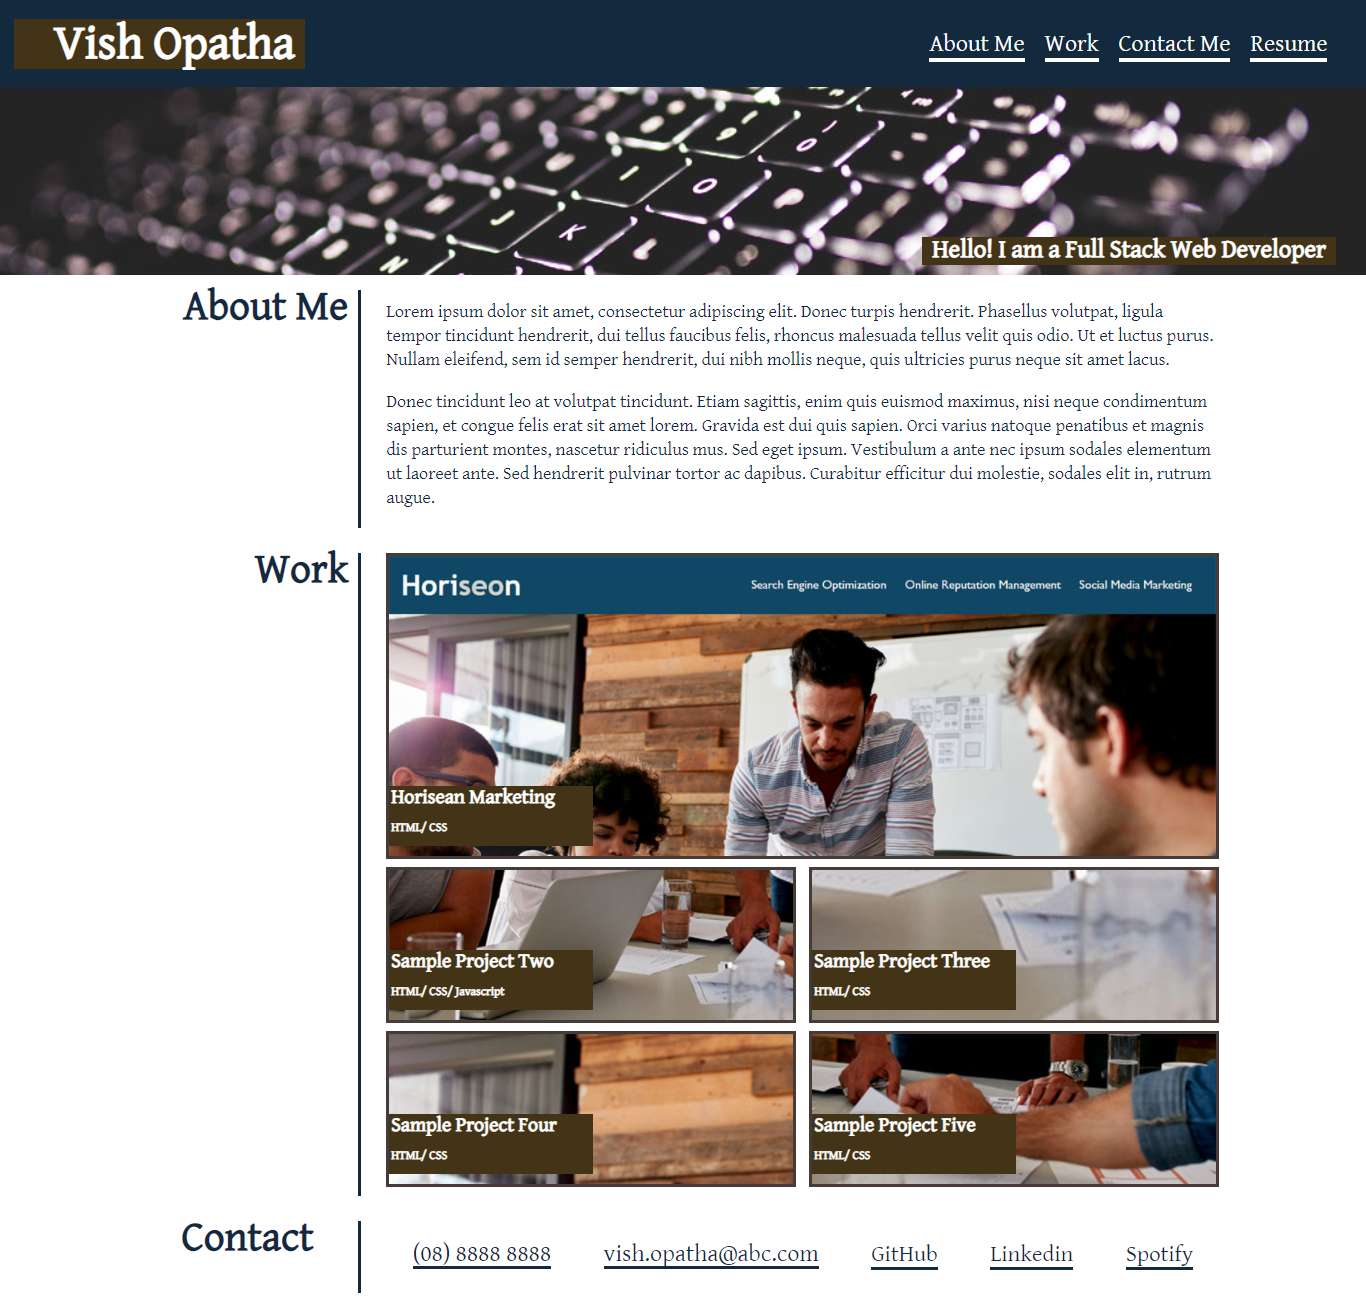 Vish Opatha
About Me Work Contact Me Resume
Hello! I am a Full Stack Web Developer
About Me
Lorem ipsum dolor sit amet, consectetur adipiscing elit. Donec turpis hendrerit. Phasellus volutpat, ligula
tempor tincidunt hendrerit, dui tellus faucibus felis, rhoncus malesuada tellus velit quis odio. Ut et luctus purus.
Nullam eleifend, sem id semper hendrerit, dui nibh mollis neque, quis ultricies purus neque sit amet lacus.
Donec tincidunt leo at volutpat tincidunt. Etiam sagittis, enim quis euismod maximus, nisi neque condimentum
sapien, et congue felis erat sit amet lorem. Gravida est dui quis sapien. Orci varius natoque penatibus et magnis
dis parturient montes, nascetur ridiculus mus. Sed eget ipsum. Vestibulum a ante nec ipsum sodales elementum
ut laoreet ante. Sed hendrerit pulvinar tortor ac dapibus. Curabitur efficitur dui molestie, sodales elit in, rutrum
augue.
Work
Horiseon
Search Engine Optimization Online Reputation Management Social Media Marketing
Horisean Marketing
HTML/ CSS
Sample Project Two
HTML/ CSS/ Javascript
Sample Project Three
HTML/ CSS
Sample Project Four
HTML/ CSS
Sample Project Five
HTML/ CSS
Contact
(08) 8888 8888 vish.opatha@abc.com GitHub Linkedin Spotify